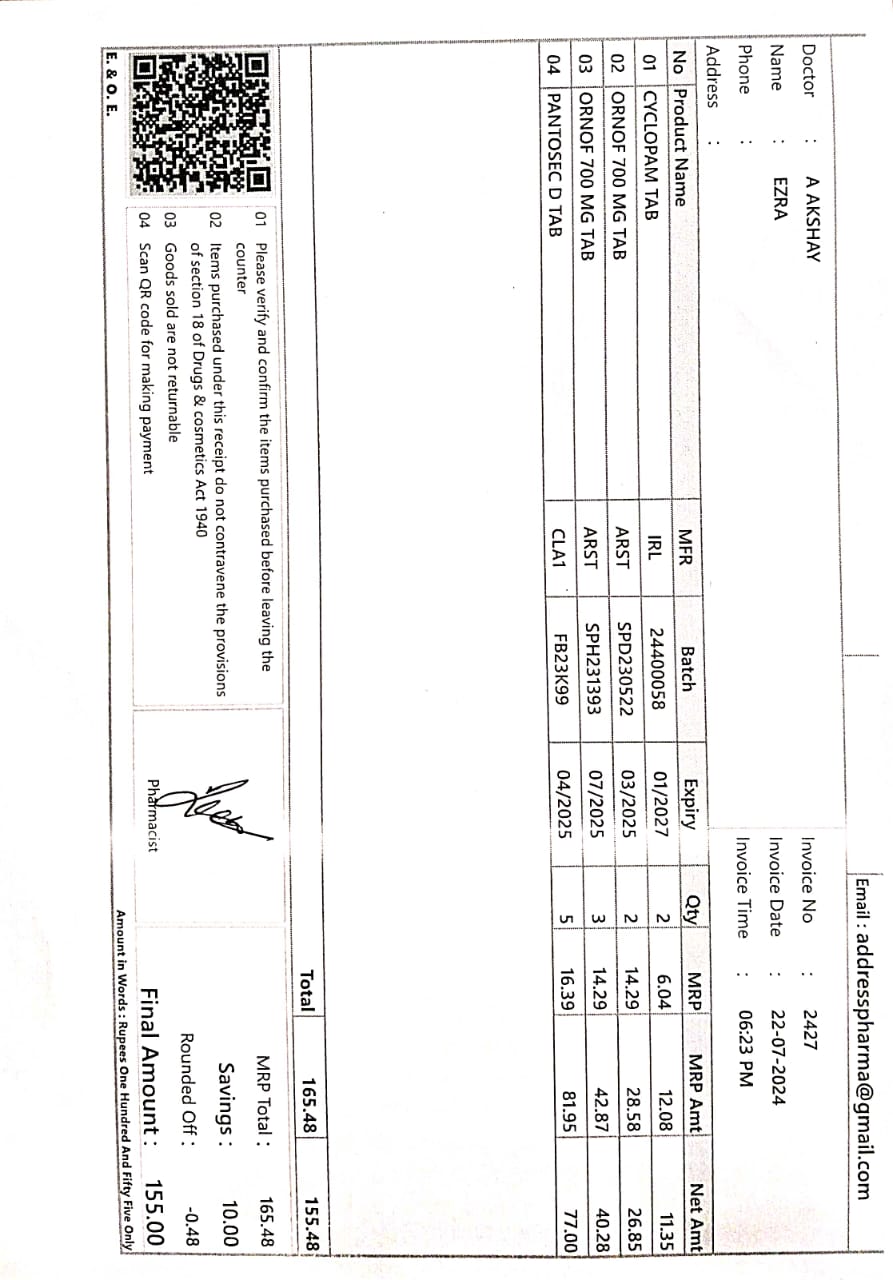 Email : addresspharma@gmail.com
Doctor : A AKSHAY
Name : EZRA
Phone :
Address :
Invoice No : 2427
Invoice Date : 22-07-2024
Invoice Time : 06:23 PM
No Product Name MFR Batch Expiry Qty MRP MRP Amt Net Amt
01 CYCLOPAM TAB IRL 24400058 01/2027 2 6.04 12.08 11.35
02 ORNOF 700 MG TAB ARST SPD230522 03/2025 2 14.29 28.58 26.85
03 ORNOF 700 MG TAB ARST SPH231393 07/2025 3 14.29 42.87 40.28
04 PANTOSEC D TAB CLA1 FB23K99 04/2025 5 16.39 81.95 77.00
Total 165.48 155.48
01 Please verify and confirm the items purchased before leaving the
counter
02 Items purchased under this receipt do not contravene the provisions
of section 18 of Drugs & cosmetics Act 1940
03 Goods sold are not returnable
04 Scan QR code for making payment
E. & O. E.
Pharmacist
MRP Total : 165.48
Savings : 10.00
Rounded Off : -0.48
Final Amount : 155.00
Amount in Words : Rupees One Hundred And Fifty Five Only